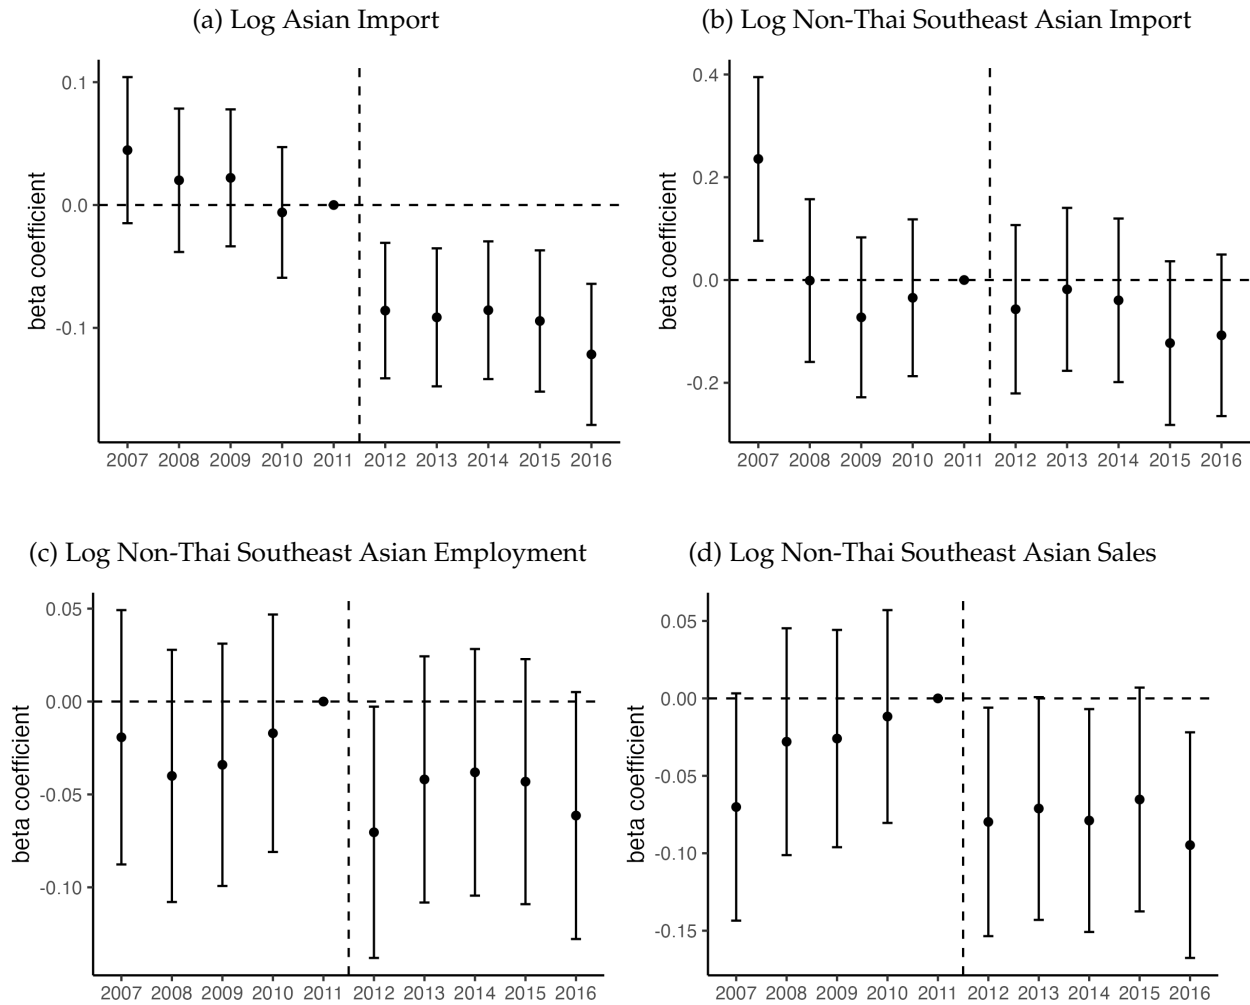 (a) Log Asian Import
0.1
0.0
-0.1
beta coefficient
2007 2008 2009 2010 2011 2012 2013 2014 2015 2016
(b) Log Non-Thai Southeast Asian Import
0.4
0.2
0.0
-0.2
beta coefficient
2007 2008 2009 2010 2011 2012 2013 2014 2015 2016
(c) Log Non-Thai Southeast Asian Employment
0.05
0.00
-0.05
-0.10
beta coefficient
2007 2008 2009 2010 2011 2012 2013 2014 2015 2016
(d) Log Non-Thai Southeast Asian Sales
0.05
0.00
-0.05
-0.10
-0.15
beta coefficient
2007 2008 2009 2010 2011 2012 2013 2014 2015 2016